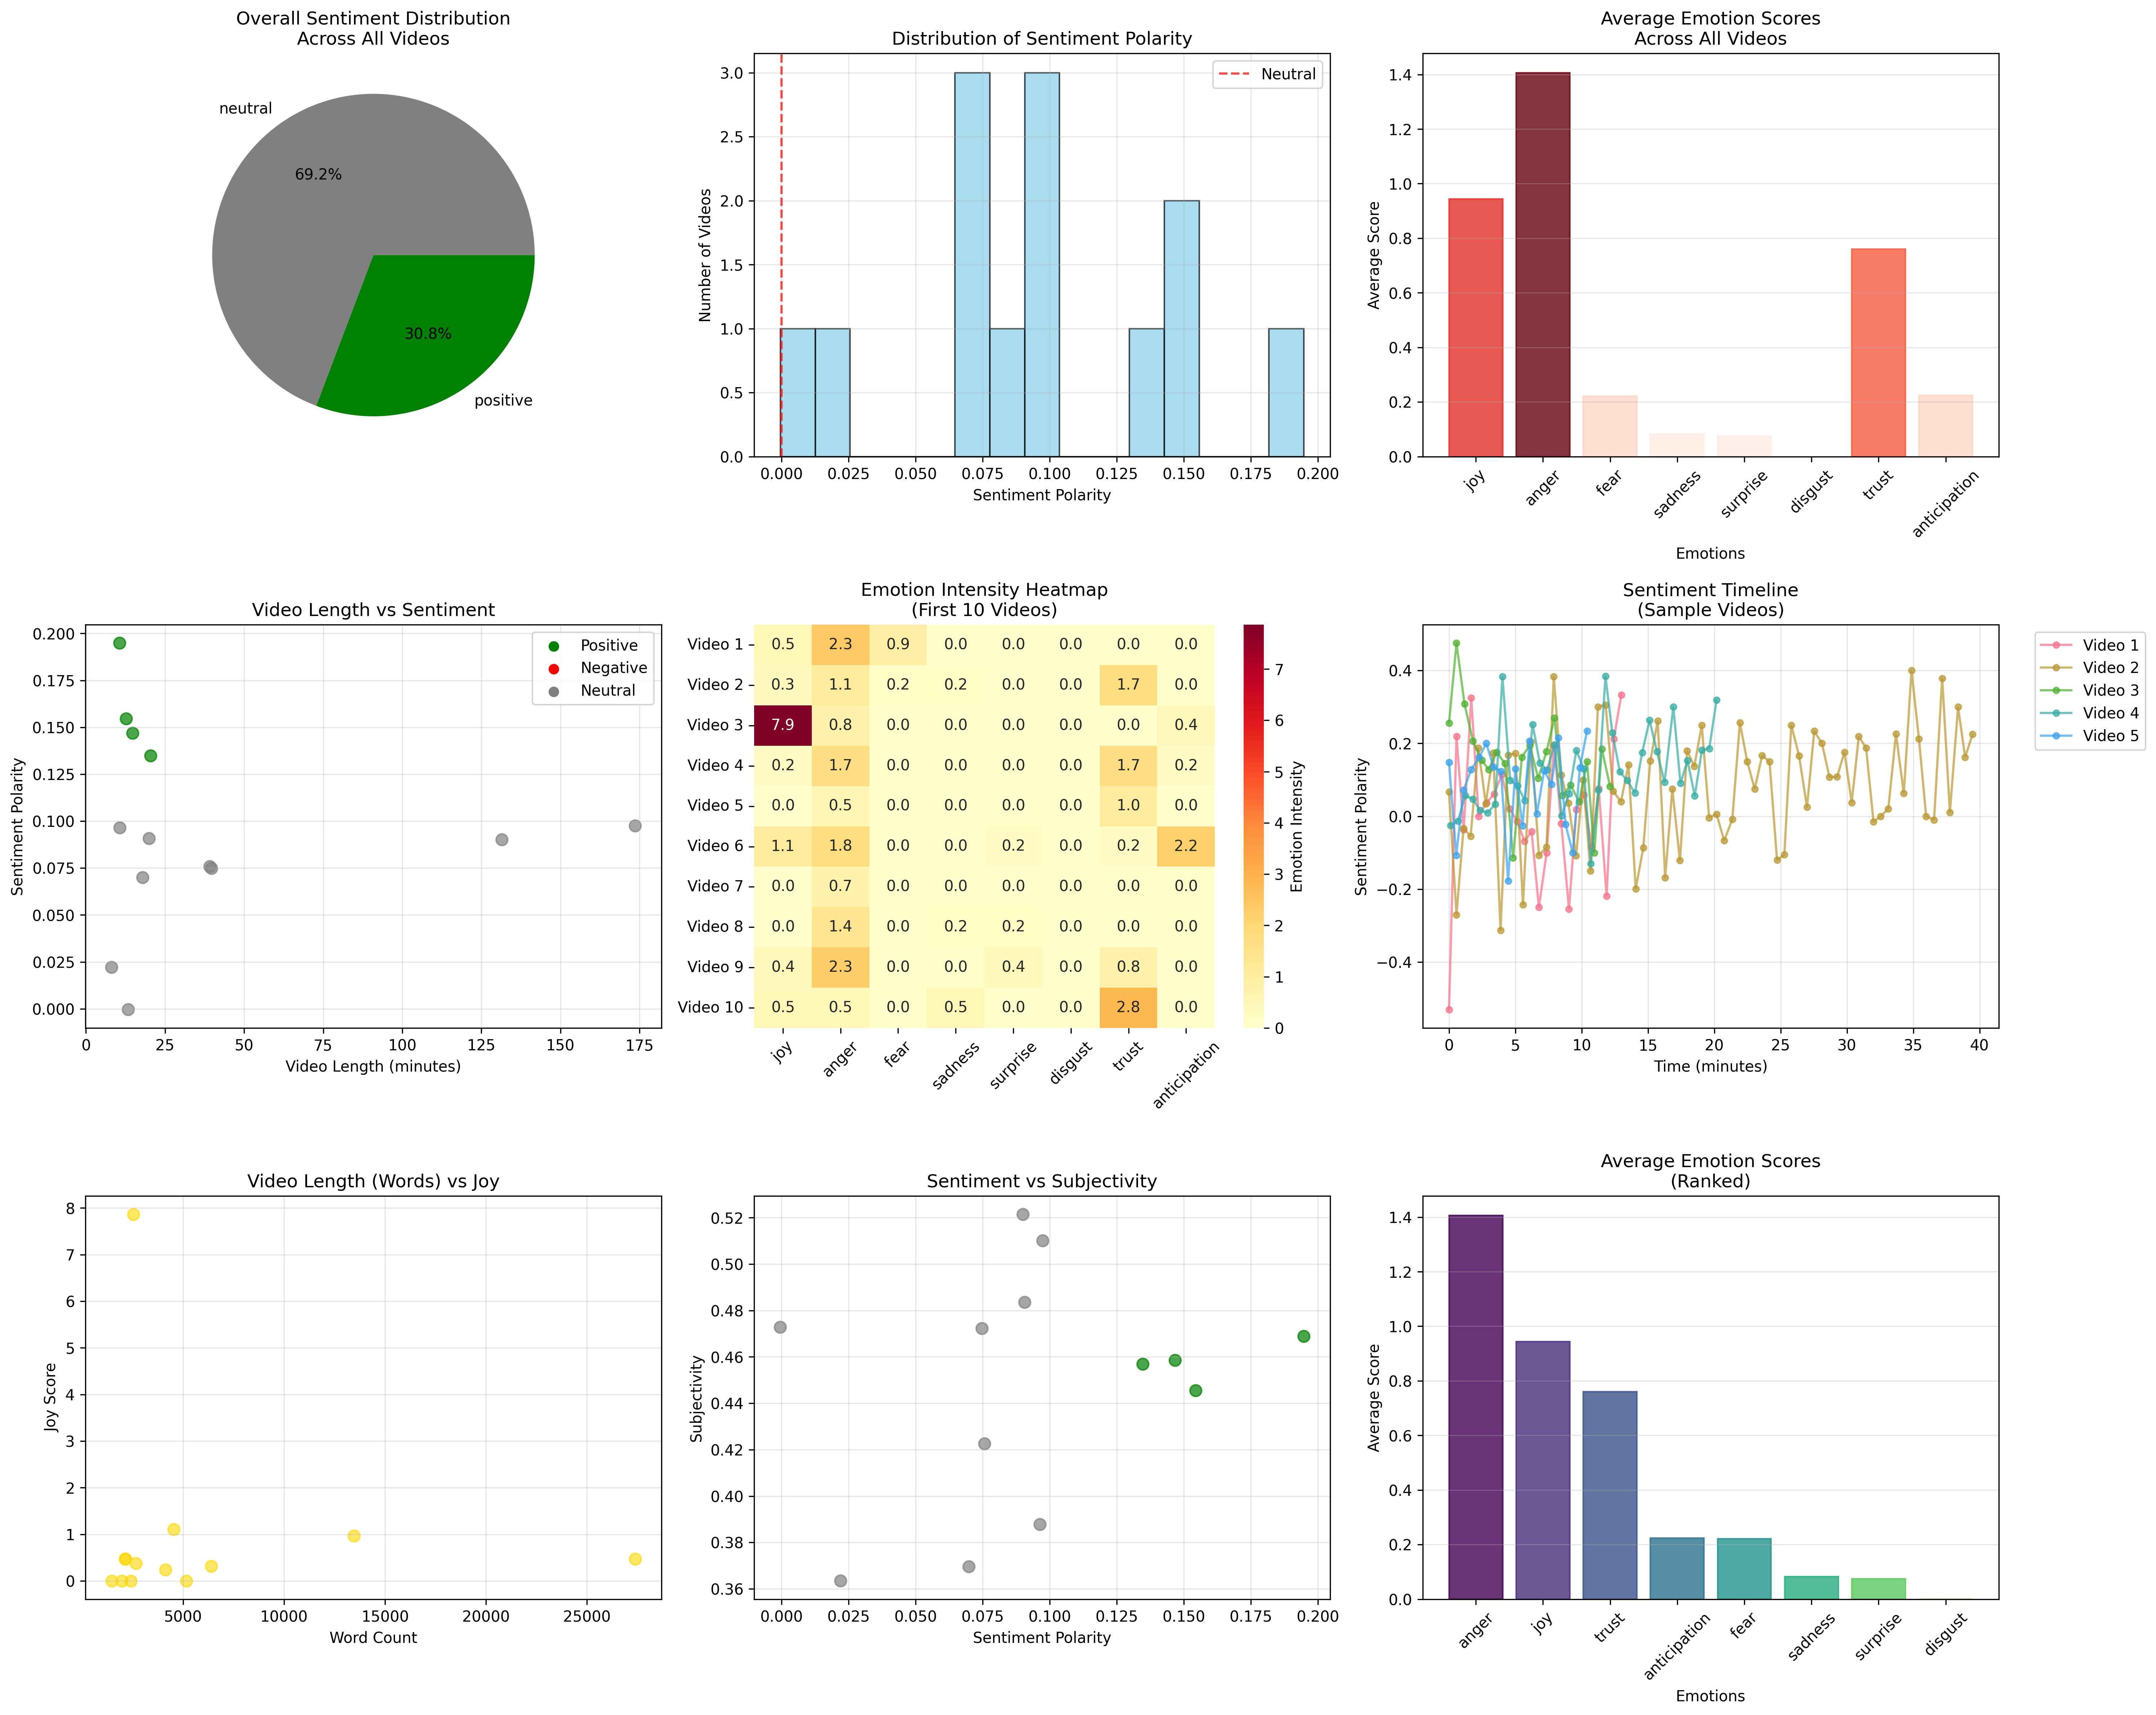 Overall Sentiment Distribution
Across All Videos
neutral
69.2%
30.8%
positive
Distribution of Sentiment Polarity
Neutral
Number of Videos
3.0
2.5
2.0
1.5
1.0
0.5
0.0
0.000 0.025 0.050 0.075 0.100 0.125 0.150 0.175 0.200
Sentiment Polarity
Average Emotion Scores
Across All Videos
Average Score
1.4
1.2
1.0
0.8
0.6
0.4
0.2
0.0
joy anger fear sadness surprise disgust trust anticipation
Emotions
Video Length vs Sentiment
Positive
Negative
Neutral
Sentiment Polarity
0.200
0.175
0.150
0.125
0.100
0.075
0.050
0.025
0.000
0 25 50 75 100 125 150 175
Video Length (minutes)
Emotion Intensity Heatmap
(First 10 Videos)
Video 1 0.5 2.3 0.9 0.0 0.0 0.0 0.0 0.0
Video 2 0.3 1.1 0.2 0.2 0.0 0.0 1.7 0.0
Video 3 7.9 0.8 0.0 0.0 0.0 0.0 0.0 0.4
Video 4 0.2 1.7 0.0 0.0 0.0 0.0 1.7 0.2
Video 5 0.0 0.5 0.0 0.0 0.0 0.0 1.0 0.0
Video 6 1.1 1.8 0.0 0.0 0.2 0.0 0.2 2.2
Video 7 0.0 0.7 0.0 0.0 0.0 0.0 0.0 0.0
Video 8 0.0 1.4 0.0 0.2 0.2 0.0 0.0 0.0
Video 9 0.4 2.3 0.0 0.0 0.4 0.0 0.8 0.0
Video 10 0.5 0.5 0.0 0.5 0.0 0.0 2.8 0.0
joy anger fear sadness surprise disgust trust anticipation
7
6
5
4
3
2
1
0
Emotion Intensity
Sentiment Timeline
(Sample Videos)
Video 1
Video 2
Video 3
Video 4
Video 5
Sentiment Polarity
0.4
0.2
0.0
−0.2
−0.4
0 5 10 15 20 25 30 35 40
Time (minutes)
Video Length (Words) vs Joy
Joy Score
8
7
6
5
4
3
2
1
0
5000 10000 15000 20000 25000
Word Count
Sentiment vs Subjectivity
Subjectivity
0.52
0.50
0.48
0.46
0.44
0.42
0.40
0.38
0.36
0.000 0.025 0.050 0.075 0.100 0.125 0.150 0.175 0.200
Sentiment Polarity
Average Emotion Scores
(Ranked)
Average Score
1.4
1.2
1.0
0.8
0.6
0.4
0.2
0.0
anger joy trust anticipation fear sadness surprise disgust
Emotions